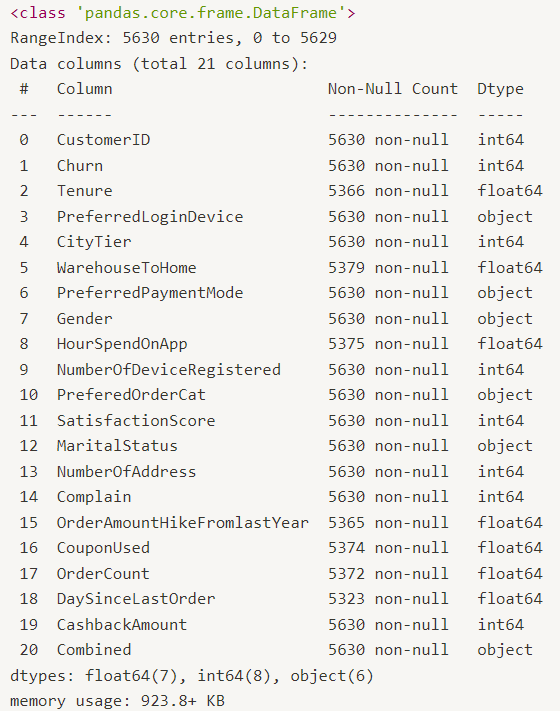 <class 'pandas.core.frame.DataFrame'>
RangeIndex: 5630 entries, 0 to 5629
Data columns (total 21 columns):
 #   Column                       Non-Null Count  Dtype
---  ------                       --------------  -----
 0   CustomerID                   5630 non-null   int64
 1   Churn                        5630 non-null   int64
 2   Tenure                       5366 non-null   float64
 3   PreferredLoginDevice         5630 non-null   object
 4   CityTier                     5630 non-null   int64
 5   WarehouseToHome              5379 non-null   float64
 6   PreferredPaymentMode         5630 non-null   object
 7   Gender                       5630 non-null   object
 8   HourSpendOnApp               5375 non-null   float64
 9   NumberOfDeviceRegistered     5630 non-null   int64
 10  PreferedOrderCat             5630 non-null   object
 11  SatisfactionScore            5630 non-null   int64
 12  MaritalStatus                5630 non-null   object
 13  NumberOfAddress              5630 non-null   int64
 14  Complain                     5630 non-null   int64
 15  OrderAmountHikeFromlastYear  5365 non-null   float64
 16  CouponUsed                   5374 non-null   float64
 17  OrderCount                   5372 non-null   float64
 18  DaySinceLastOrder            5323 non-null   float64
 19  CashbackAmount               5630 non-null   int64
 20  Combined                     5630 non-null   object
dtypes: float64(7), int64(8), object(6)
memory usage: 923.8+ KB